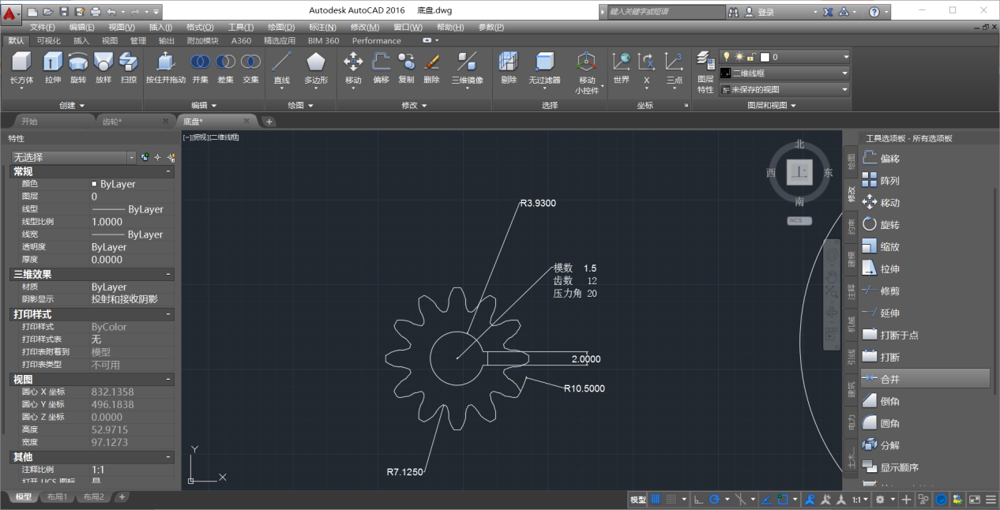 Autodesk AutoCAD 2016 底盘.dwg
键入关键字或短语
登录
文件(F) 编辑(E) 视图(V) 插入(I) 格式(O) 工具(T) 绘图(D) 标注(N) 修改(M) 窗口(W) 帮助(H) 参数(P)
默认 可视化 插入 视图 管理 输出 附加模块 A360 精选应用 BIM 360 Performance
长方体 拉伸 旋转 放样 扫掠 按住并拖动 并集 差集 交集 直线 多边形 移动 偏移 复制 删除 三维镜像 剔除 无过滤器 移动小控件 世界 X 三点 图层特性
0
二维线框
未保存的视图
创建 编辑 绘图 修改 选择 坐标 图层和视图
开始 齿轮* 底盘*
特性
无选择
常规
颜色 ByLayer
图层 0
线型 ByLayer
线型比例 1.0000
线宽 ByLayer
透明度 ByLayer
厚度 0.0000
三维效果
材质 ByLayer
阴影显示 投射和接收阴影
打印样式
打印样式 ByColor
打印样式表 无
打印表附着到 模型
打印表类型 不可用
视图
圆心 X 坐标 832.1358
圆心 Y 坐标 496.1838
圆心 Z 坐标 0.0000
高度 52.9715
宽度 97.1273
其他
注释比例 1:1
打开 UCS 图标 是
[−][俯视][二维线框]
R3.9300
模数 1.5
齿数 12
压力角 20
2.0000
R10.5000
R7.1250
Y
X
北
西 上 东
南
WCS
工具选项板 - 所有选项板
绘图
修改
约束
建模
注释
机械
引线
建筑
电力
土木...
偏移
阵列
移动
旋转
缩放
拉伸
修剪
延伸
打断于点
打断
合并
倒角
圆角
分解
显示顺序
模型 布局1 布局2
模型
1:1